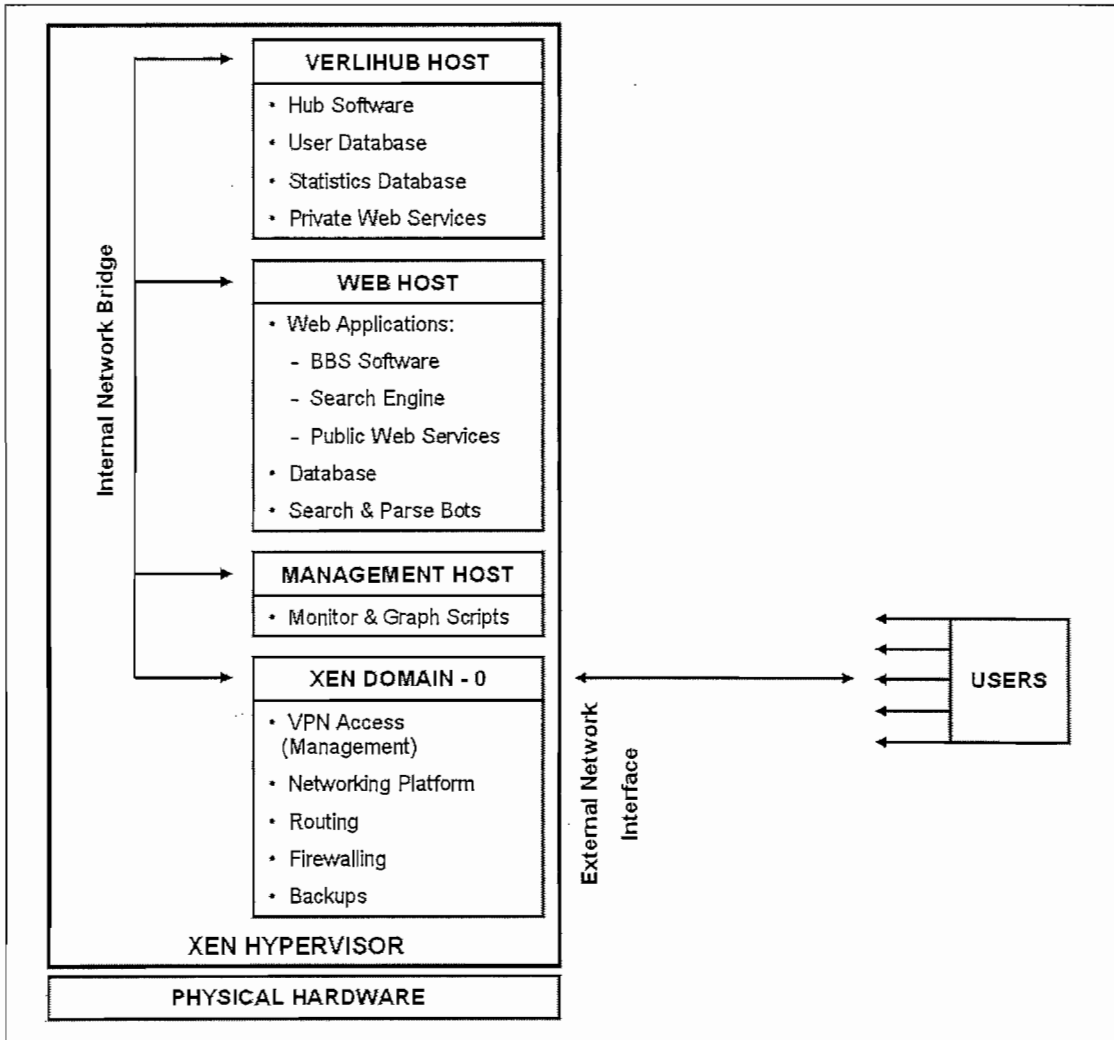 VERLIHUB HOST
• Hub Software
• User Database
• Statistics Database
• Private Web Services
Internal Network Bridge
WEB HOST
• Web Applications:
- BBS Software
- Search Engine
- Public Web Services
• Database
• Search & Parse Bots
MANAGEMENT HOST
• Monitor & Graph Scripts
XEN DOMAIN - 0
• VPN Access
(Management)
• Networking Platform
• Routing
• Firewalling
• Backups
External Network
Interface
USERS
XEN HYPERVISOR
PHYSICAL HARDWARE